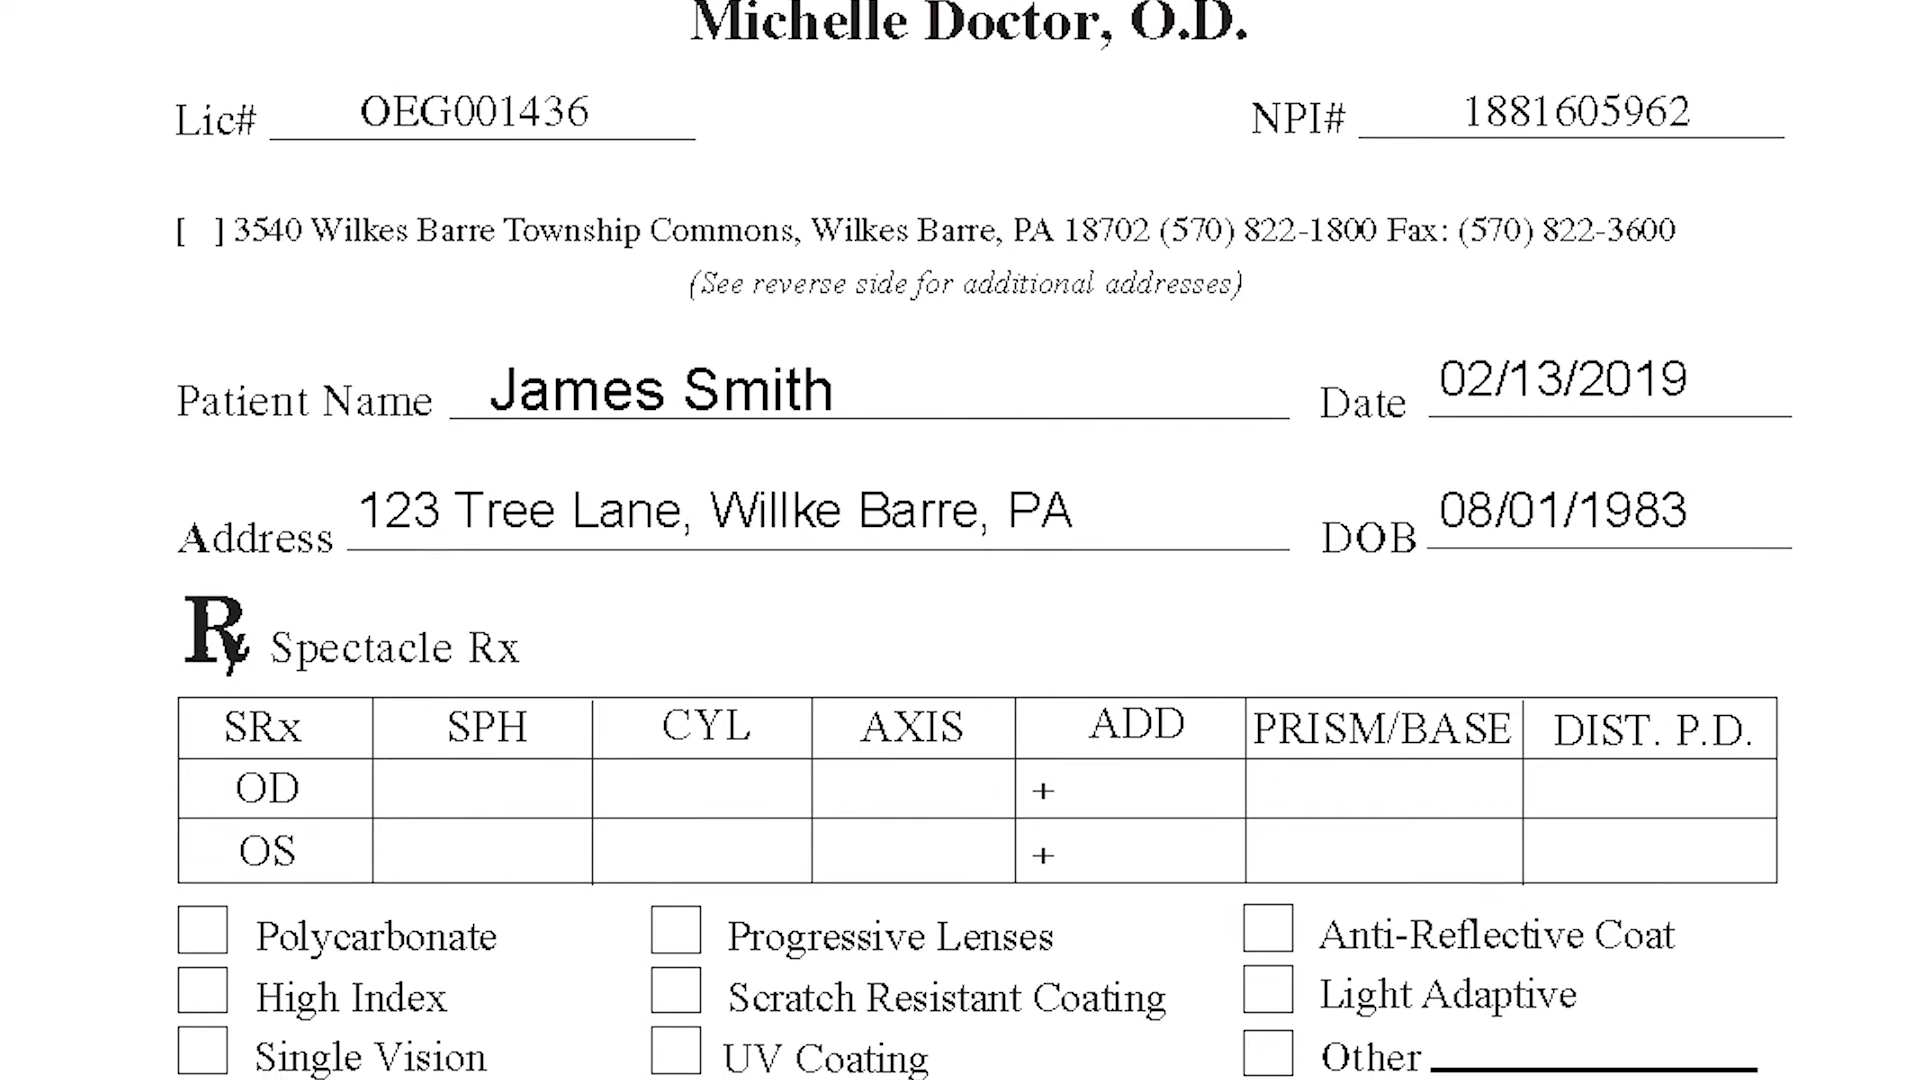 Michelle Doctor, O.D.
Lic# OEG001436 NPI# 1881605962
[ ] 3540 Wilkes Barre Township Commons, Wilkes Barre, PA 18702 (570) 822-1800 Fax: (570) 822-3600
(See reverse side for additional addresses)
Patient Name James Smith Date 02/13/2019
Address 123 Tree Lane, Willke Barre, PA DOB 08/01/1983
Rx Spectacle Rx
SRx SPH CYL AXIS ADD PRISM/BASE DIST. P.D.
OD +
OS +
Polycarbonate Progressive Lenses Anti-Reflective Coat
High Index Scratch Resistant Coating Light Adaptive
Single Vision UV Coating Other